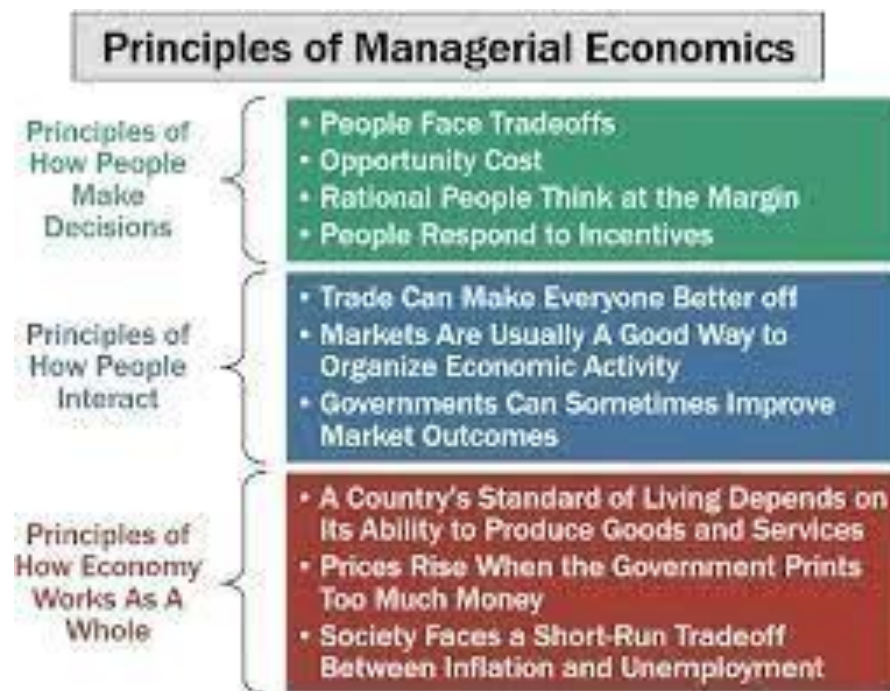 Principles of Managerial Economics
Principles of
How People
Make
Decisions
• People Face Tradeoffs
• Opportunity Cost
• Rational People Think at the Margin
• People Respond to Incentives
Principles of
How People
Interact
• Trade Can Make Everyone Better off
• Markets Are Usually A Good Way to
Organize Economic Activity
• Governments Can Sometimes Improve
Market Outcomes
Principles of
How Economy
Works As A
Whole
• A Country's Standard of Living Depends on
Its Ability to Produce Goods and Services
• Prices Rise When the Government Prints
Too Much Money
• Society Faces a Short-Run Tradeoff
Between Inflation and Unemployment